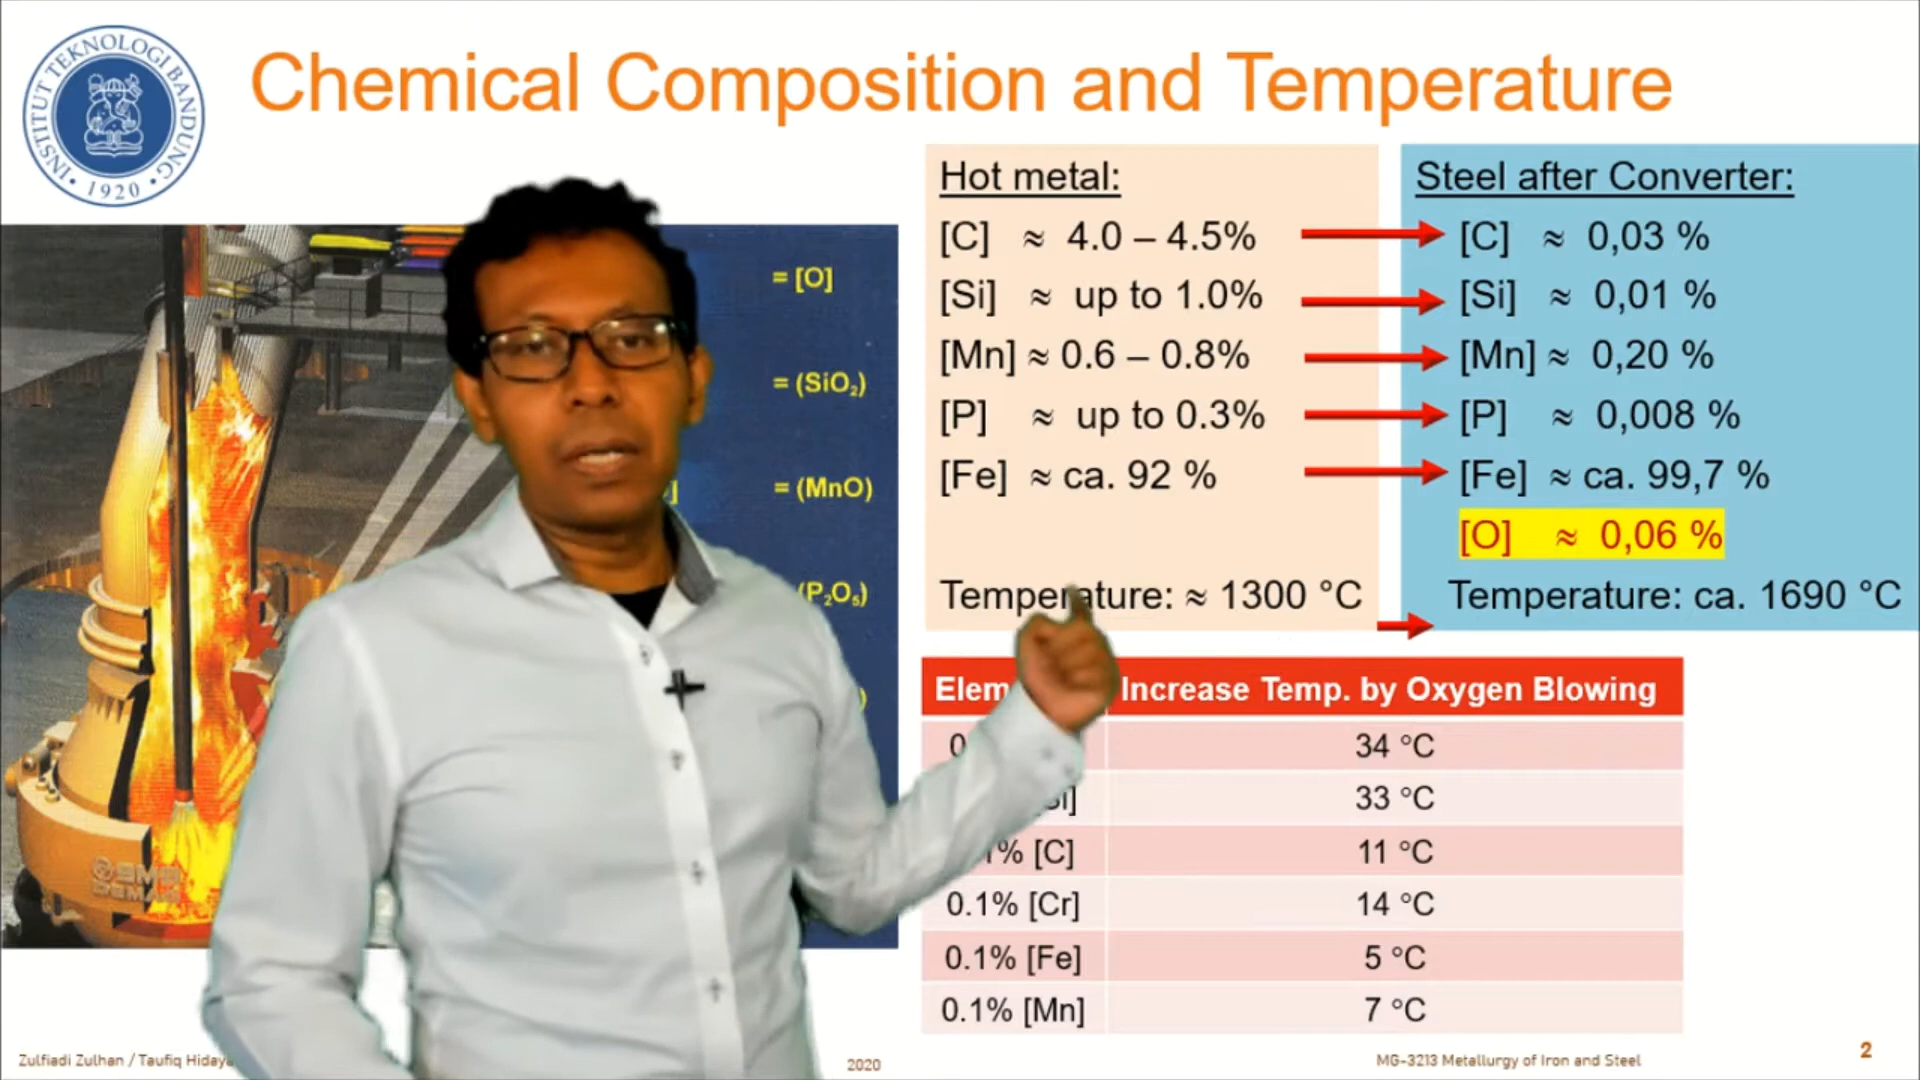 INSTITUT TEKNOLOGI BANDUNG
• 1920 •
Chemical Composition and Temperature
= [O]
= (SiO₂)
= (MnO)
(P₂O₅)
SMS
DEMAG
Hot metal:
[C] ≈ 4.0 – 4.5%
[Si] ≈ up to 1.0%
[Mn] ≈ 0.6 – 0.8%
[P] ≈ up to 0.3%
[Fe] ≈ ca. 92 %
Temperature: ≈ 1300 °C
Steel after Converter:
[C] ≈ 0,03 %
[Si] ≈ 0,01 %
[Mn] ≈ 0,20 %
[P] ≈ 0,008 %
[Fe] ≈ ca. 99,7 %
[O] ≈ 0,06 %
Temperature: ca. 1690 °C
Increase Temp. by Oxygen Blowing
34 °C
33 °C
[C] 11 °C
0.1% [Cr] 14 °C
0.1% [Fe] 5 °C
0.1% [Mn] 7 °C
Zulfiadi Zulhan / Taufiq
2020
MG-3213 Metallurgy of Iron and Steel
2